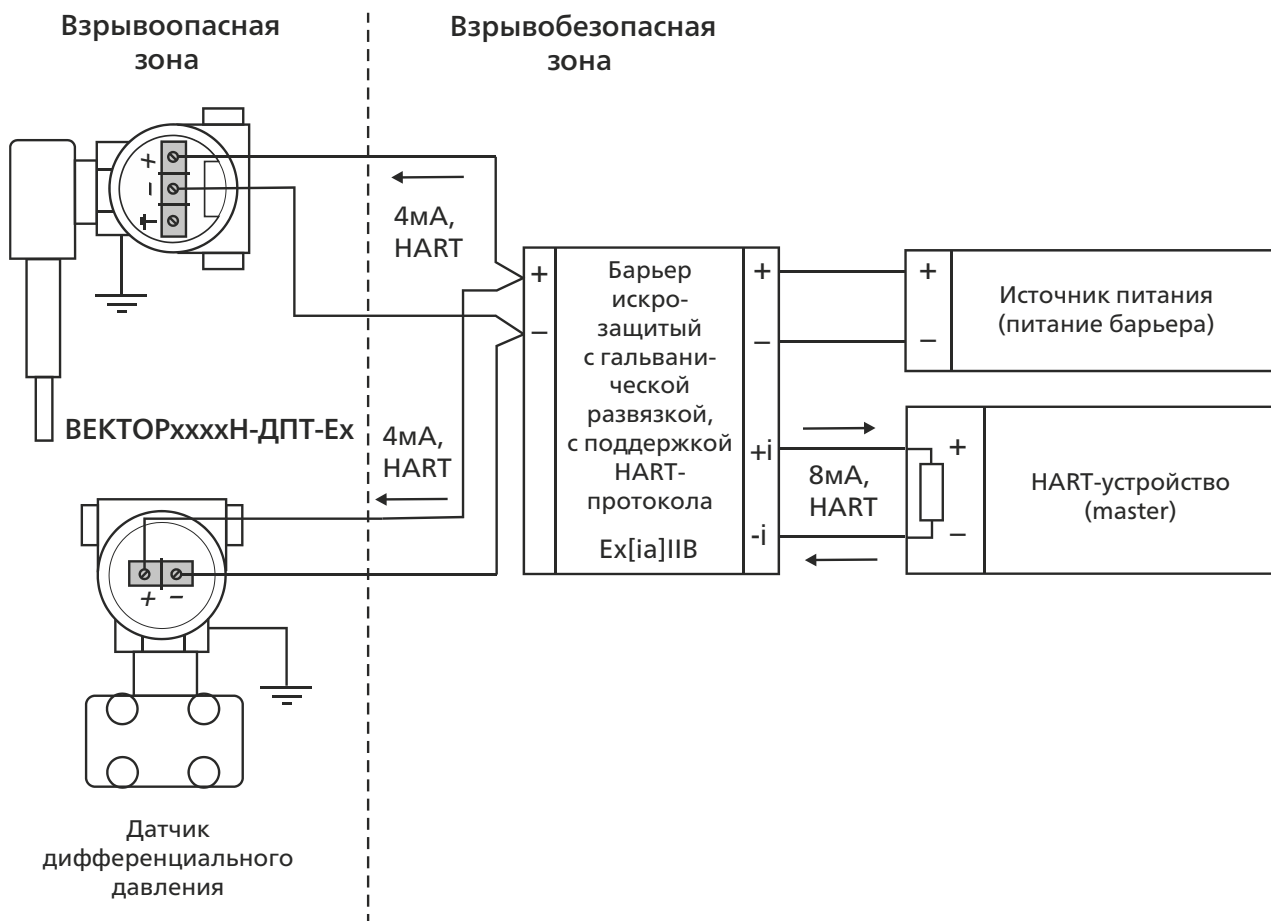 Взрывоопасная
зона
Взрывобезопасная
зона
+
−
4мА,
HART
ВЕКТОРxxxxН-ДПТ-Ex
4мА,
HART
+ −
Датчик
дифференциального
давления
+
−
Барьер
искро-
защитый
с гальвани-
ческой
развязкой,
с поддержкой
HART-
протокола
Ex[ia]IIB
+
−
+i
-i
+
−
Источник питания
(питание барьера)
8мА,
HART
+
−
HART-устройство
(master)